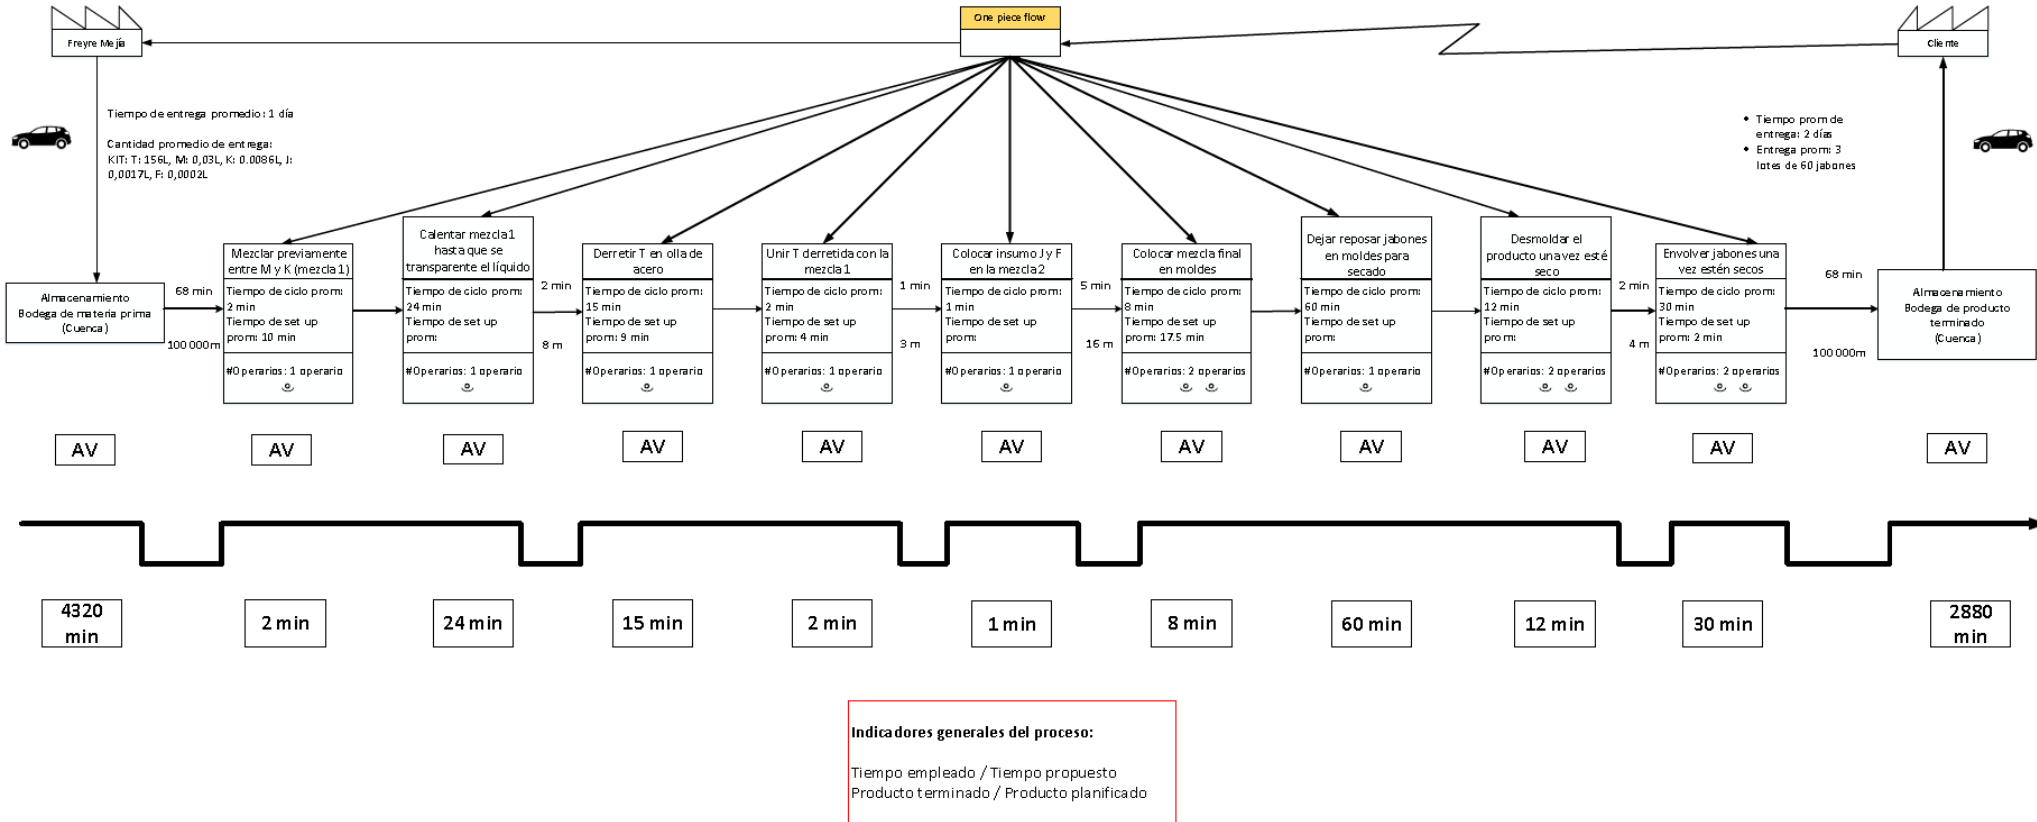 One piece flow
Freyre Mejía
Cliente
Tiempo de entrega promedio: 1 día
Cantidad promedio de entrega:
KIT: T: 156L, M: 0,03L, K: 0.0086L, J:
0,0017L, F: 0,0002L
• Tiempo prom de
entrega: 2 días
• Entrega prom: 3
lotes de 60 jabones
Almacenamiento
Bodega de materia prima
(Cuenca)
68 min
100 000m
Mezclar previamente
entre M y K (mezcla 1)
Tiempo de ciclo prom:
2 min
Tiempo de set up
prom: 10 min
#Operarios: 1 operario
Calentar mezcla 1
hasta que se
transparente el líquido
Tiempo de ciclo prom:
24 min
Tiempo de set up
prom:
#Operarios: 1 operario
2 min
8 m
Derretir T en olla de
acero
Tiempo de ciclo prom:
15 min
Tiempo de set up
prom: 9 min
#Operarios: 1 operario
Unir T derretida con la
mezcla 1
Tiempo de ciclo prom:
2 min
Tiempo de set up
prom: 4 min
#Operarios: 1 operario
1 min
3 m
Colocar insumo J y F
en la mezcla 2
Tiempo de ciclo prom:
1 min
Tiempo de set up
prom:
#Operarios: 1 operario
5 min
16 m
Colocar mezcla final
en moldes
Tiempo de ciclo prom:
8 min
Tiempo de set up
prom: 17.5 min
#Operarios: 2 operarios
Dejar reposar jabones
en moldes para
secado
Tiempo de ciclo prom:
60 min
Tiempo de set up
prom:
#Operarios: 1 operario
Desmoldar el
producto una vez esté
seco
Tiempo de ciclo prom:
12 min
Tiempo de set up
prom:
#Operarios: 2 operarios
2 min
4 m
Envolver jabones una
vez estén secos
Tiempo de ciclo prom:
30 min
Tiempo de set up
prom: 2 min
#Operarios: 2 operarios
68 min
100 000m
Almacenamiento
Bodega de producto
terminado
(Cuenca)
AV
AV
AV
AV
AV
AV
AV
AV
AV
AV
AV
4320
min
2 min
24 min
15 min
2 min
1 min
8 min
60 min
12 min
30 min
2880
min
Indicadores generales del proceso:
Tiempo empleado / Tiempo propuesto
Producto terminado / Producto planificado